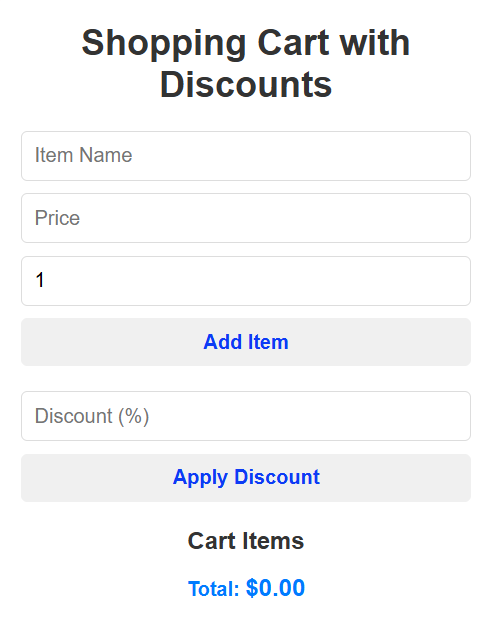 Shopping Cart with
Discounts
Item Name
Price
1
Add Item
Discount (%)
Apply Discount
Cart Items
Total: $0.00